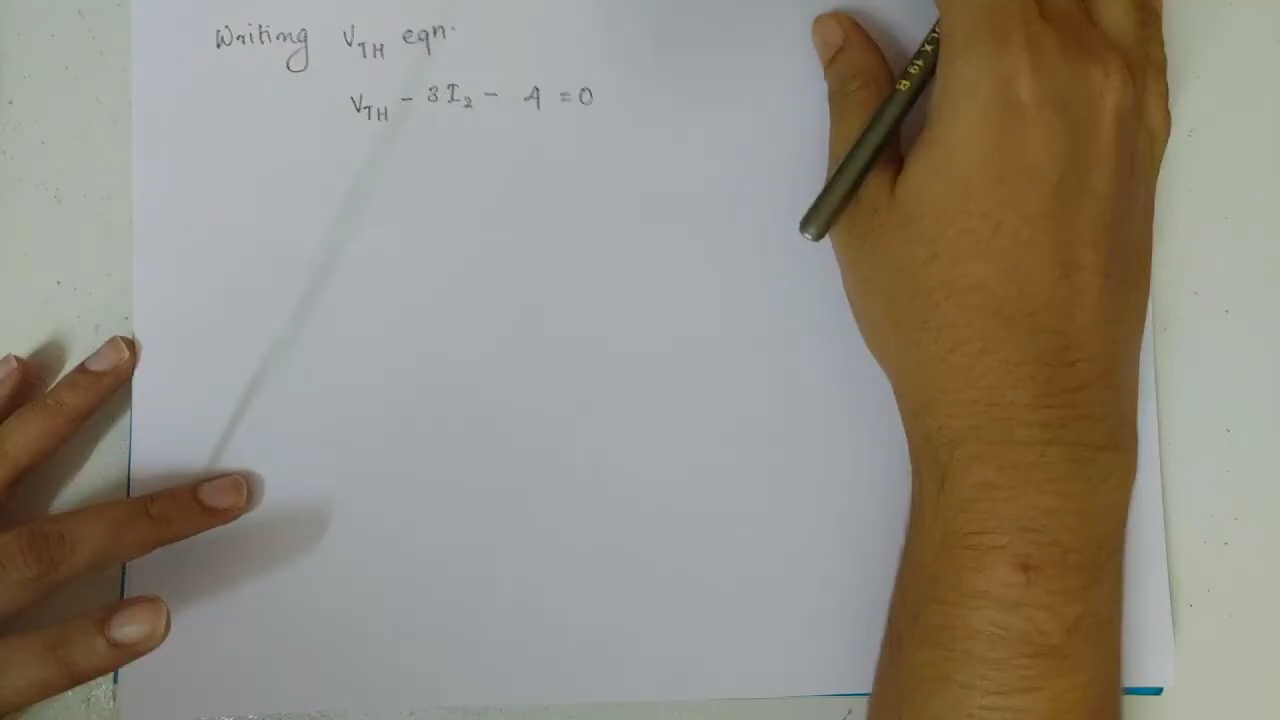 Writing V_TH eqn.
V_TH - 3I_2 - 4 = 0